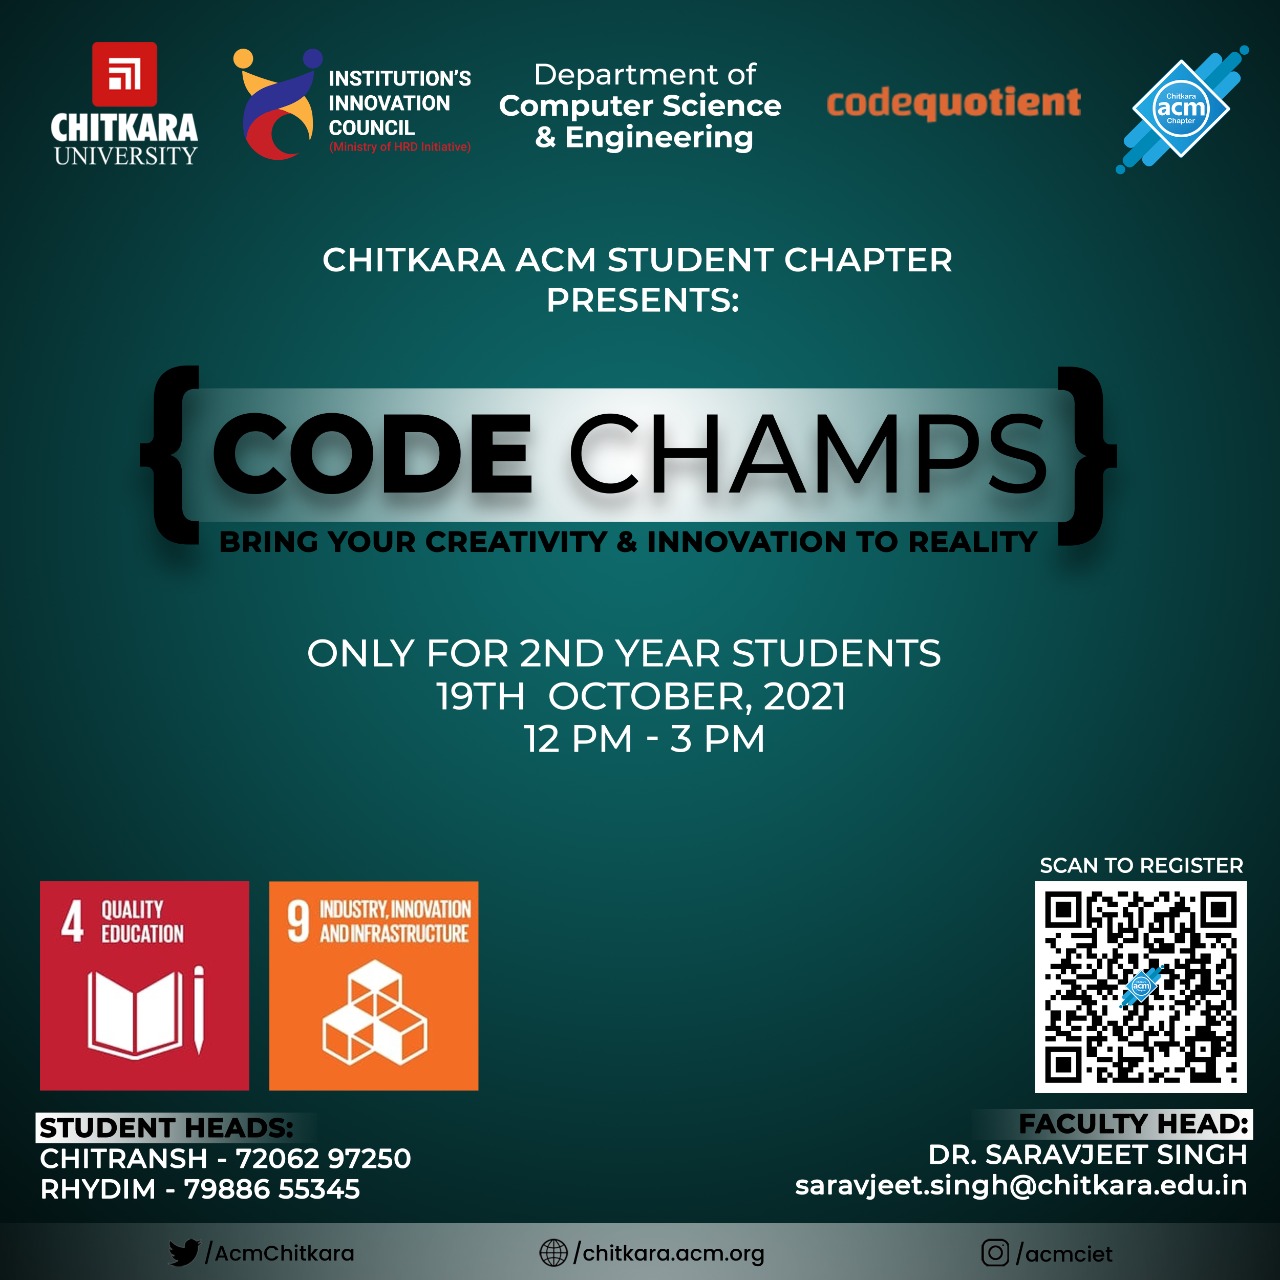 CHITKARA
UNIVERSITY
INSTITUTION'S
INNOVATION
COUNCIL
(Ministry of HRD Initiative)
Department of
Computer Science
& Engineering
codequotient
Chitkara
acm
Chapter
CHITKARA ACM STUDENT CHAPTER
PRESENTS:
{CODE CHAMPS}
BRING YOUR CREATIVITY & INNOVATION TO REALITY
ONLY FOR 2ND YEAR STUDENTS
19TH OCTOBER, 2021
12 PM - 3 PM
4 QUALITY
EDUCATION
9 INDUSTRY, INNOVATION
AND INFRASTRUCTURE
SCAN TO REGISTER
acm
STUDENT HEADS:
CHITRANSH - 72062 97250
RHYDIM - 79886 55345
FACULTY HEAD:
DR. SARAVJEET SINGH
saravjeet.singh@chitkara.edu.in
/AcmChitkara
/chitkara.acm.org
/acmciet